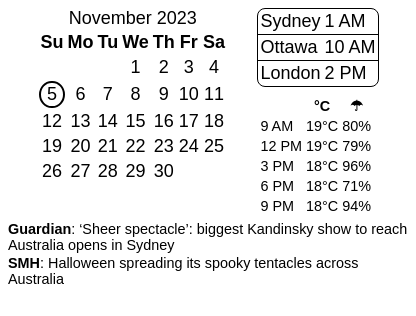 November 2023
Su Mo Tu We Th Fr Sa
1 2 3 4
5 6 7 8 9 10 11
12 13 14 15 16 17 18
19 20 21 22 23 24 25
26 27 28 29 30
Sydney 1 AM
Ottawa 10 AM
London 2 PM
°C ☂
9 AM 19°C 80%
12 PM 19°C 79%
3 PM 18°C 96%
6 PM 18°C 71%
9 PM 18°C 94%
Guardian: ‘Sheer spectacle’: biggest Kandinsky show to reach
Australia opens in Sydney
SMH: Halloween spreading its spooky tentacles across
Australia